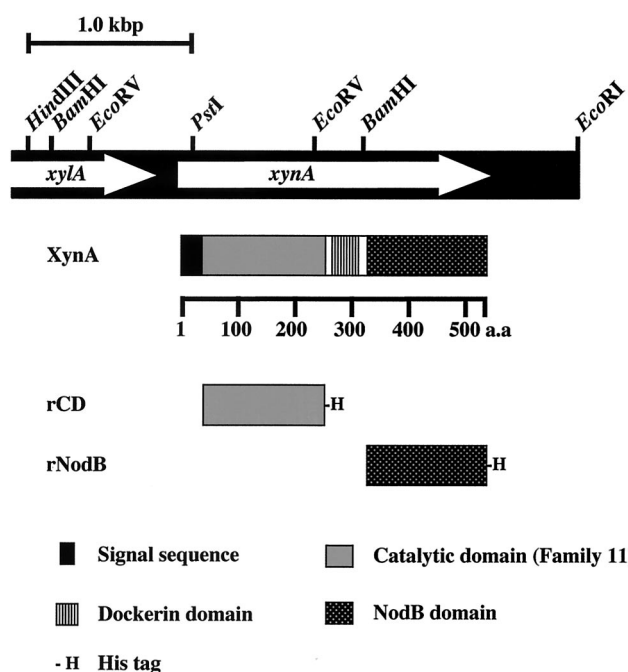 1.0 kbp
HindIII
BamHI
EcoRV
PstI
EcoRV
BamHI
EcoRI
xylA
xynA
XynA
1 100 200 300 400 500 a.a
rCD
-H
rNodB
-H
Signal sequence
Catalytic domain (Family 11
Dockerin domain
NodB domain
- H His tag